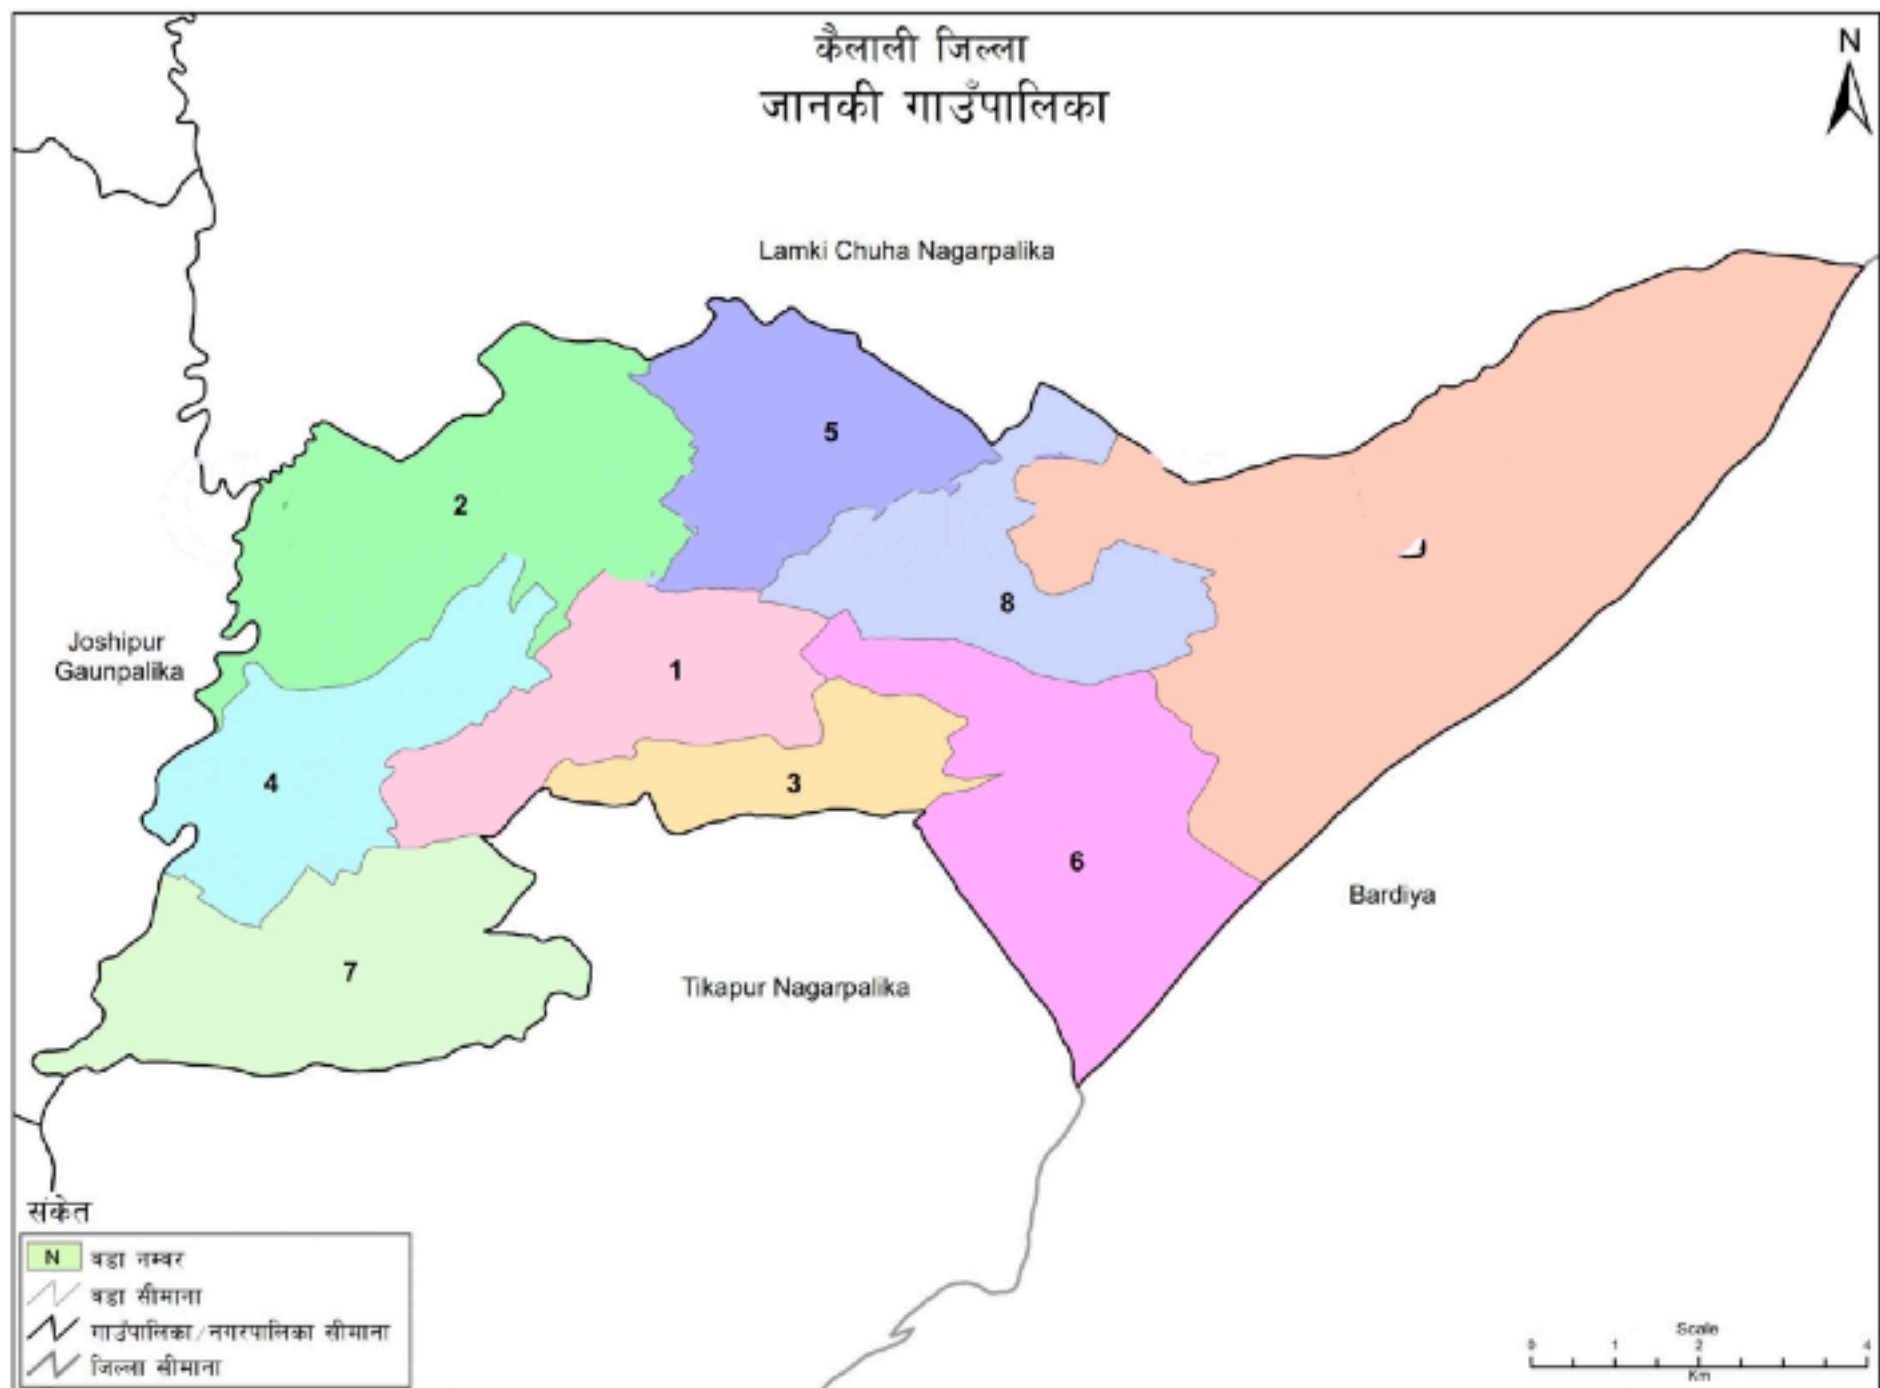 कैलाली जिल्ला
जानकी गाउँपालिका
N
Lamki Chuha Nagarpalika
5
2
8
Joshipur
Gaunpalika
1
4
3
6
Bardiya
7
Tikapur Nagarpalika
संकेत
N वडा नम्बर
वडा सीमाना
गाउँपालिका/नगरपालिका सीमाना
जिल्ला सीमाना
Scale
0 1 2 4
Km